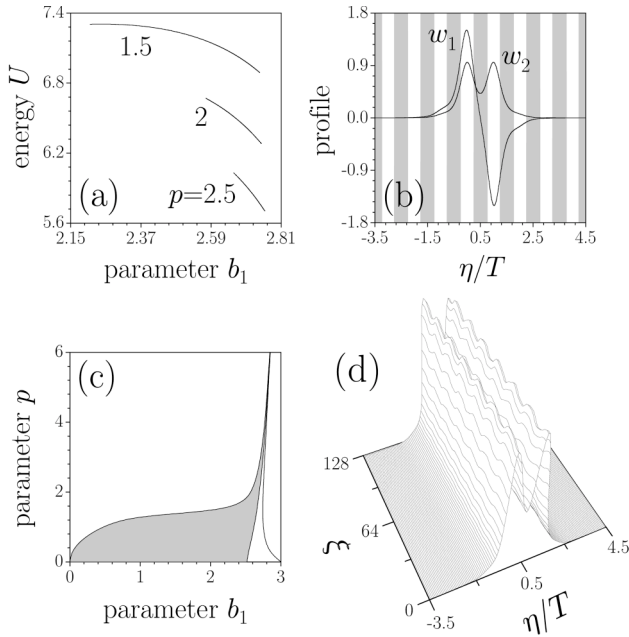 7.4
6.8
6.2
5.6
energy U
1.5
2
p=2.5
(a)
2.15 2.37 2.59 2.81
parameter b₁
1.8
0.9
0.0
-0.9
-1.8
profile
w₁
w₂
(b)
-3.5 -1.5 0.5 2.5 4.5
η/T
6
4
2
0
parameter p
(c)
0 1 2 3
parameter b₁
(d)
128
64
0
ξ
-3.5
0.5
4.5
η/T